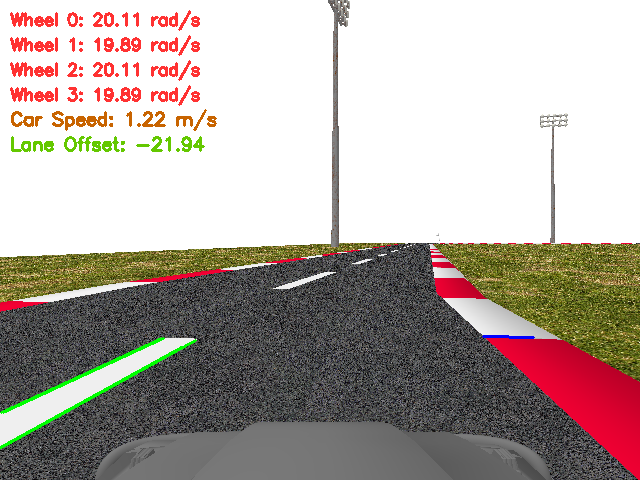 Wheel 0: 20.11 rad/s
Wheel 1: 19.89 rad/s
Wheel 2: 20.11 rad/s
Wheel 3: 19.89 rad/s
Car Speed: 1.22 m/s
Lane Offset: -21.94